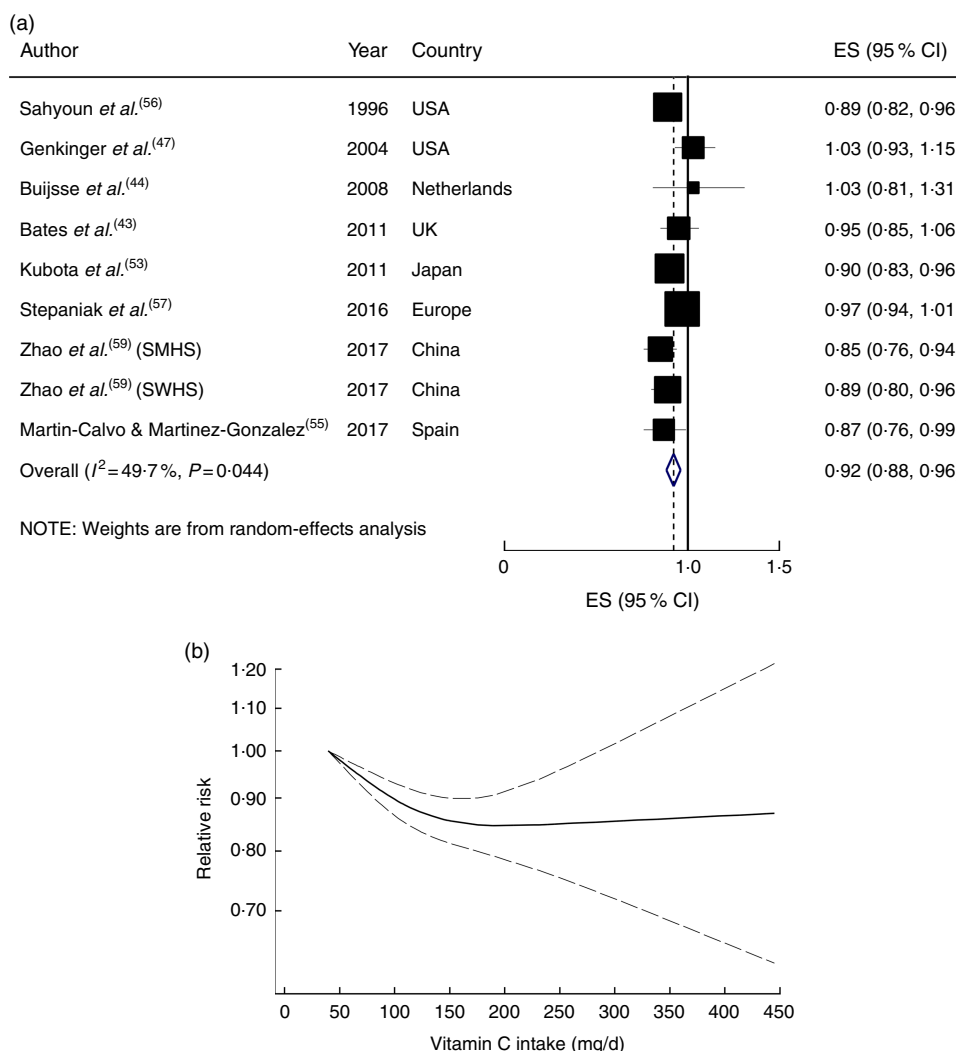 (a)
Author Year Country ES (95 % CI)
Sahyoun et al.(56) 1996 USA 0·89 (0·82, 0·96
Genkinger et al.(47) 2004 USA 1·03 (0·93, 1·15
Buijsse et al.(44) 2008 Netherlands 1·03 (0·81, 1·31
Bates et al.(43) 2011 UK 0·95 (0·85, 1·06
Kubota et al.(53) 2011 Japan 0·90 (0·83, 0·96
Stepaniak et al.(57) 2016 Europe 0·97 (0·94, 1·01
Zhao et al.(59) (SMHS) 2017 China 0·85 (0·76, 0·94
Zhao et al.(59) (SWHS) 2017 China 0·89 (0·80, 0·96
Martin-Calvo & Martinez-Gonzalez(55) 2017 Spain 0·87 (0·76, 0·99
Overall (I²=49·7 %, P=0·044) 0·92 (0·88, 0·96
NOTE: Weights are from random-effects analysis
0 1·0 1·5
ES (95 % CI)
(b)
1·20
1·10
1·00
0·90
0·80
0·70
Relative risk
0 50 100 150 200 250 300 350 400 450
Vitamin C intake (mg/d)